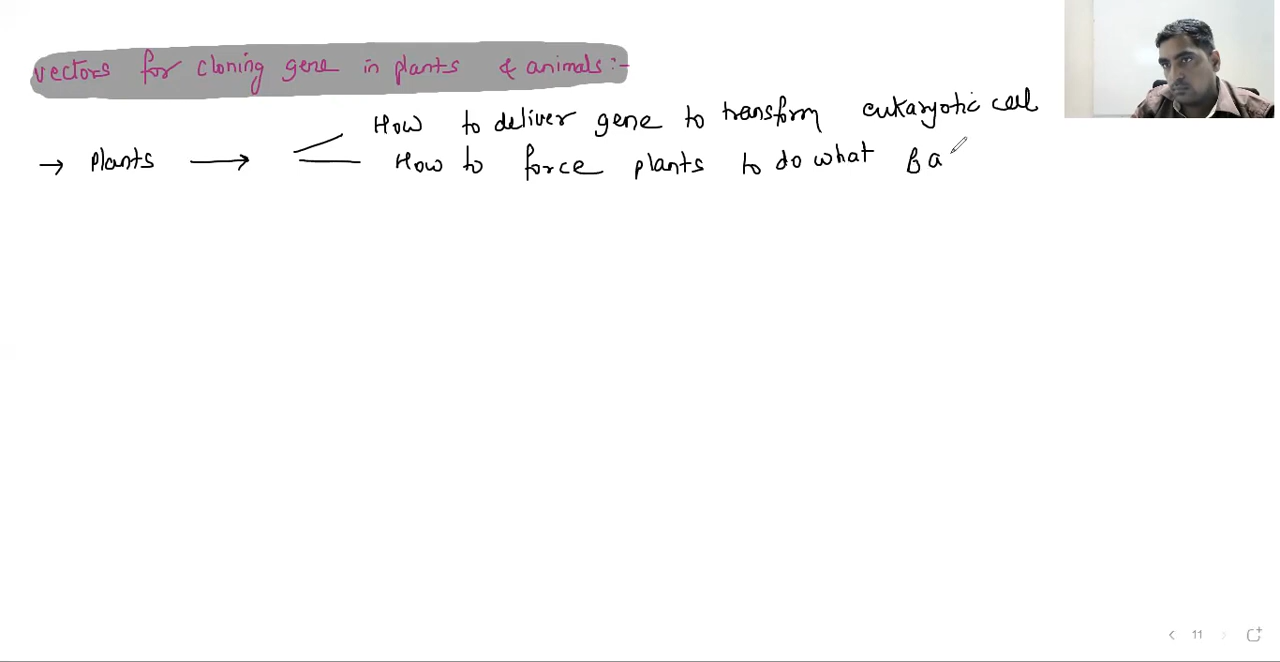 vectors for cloning gene in plants & animals :-
How to deliver gene to transform eukaryotic cell
→ Plants → How to force plants to do what Ba
11